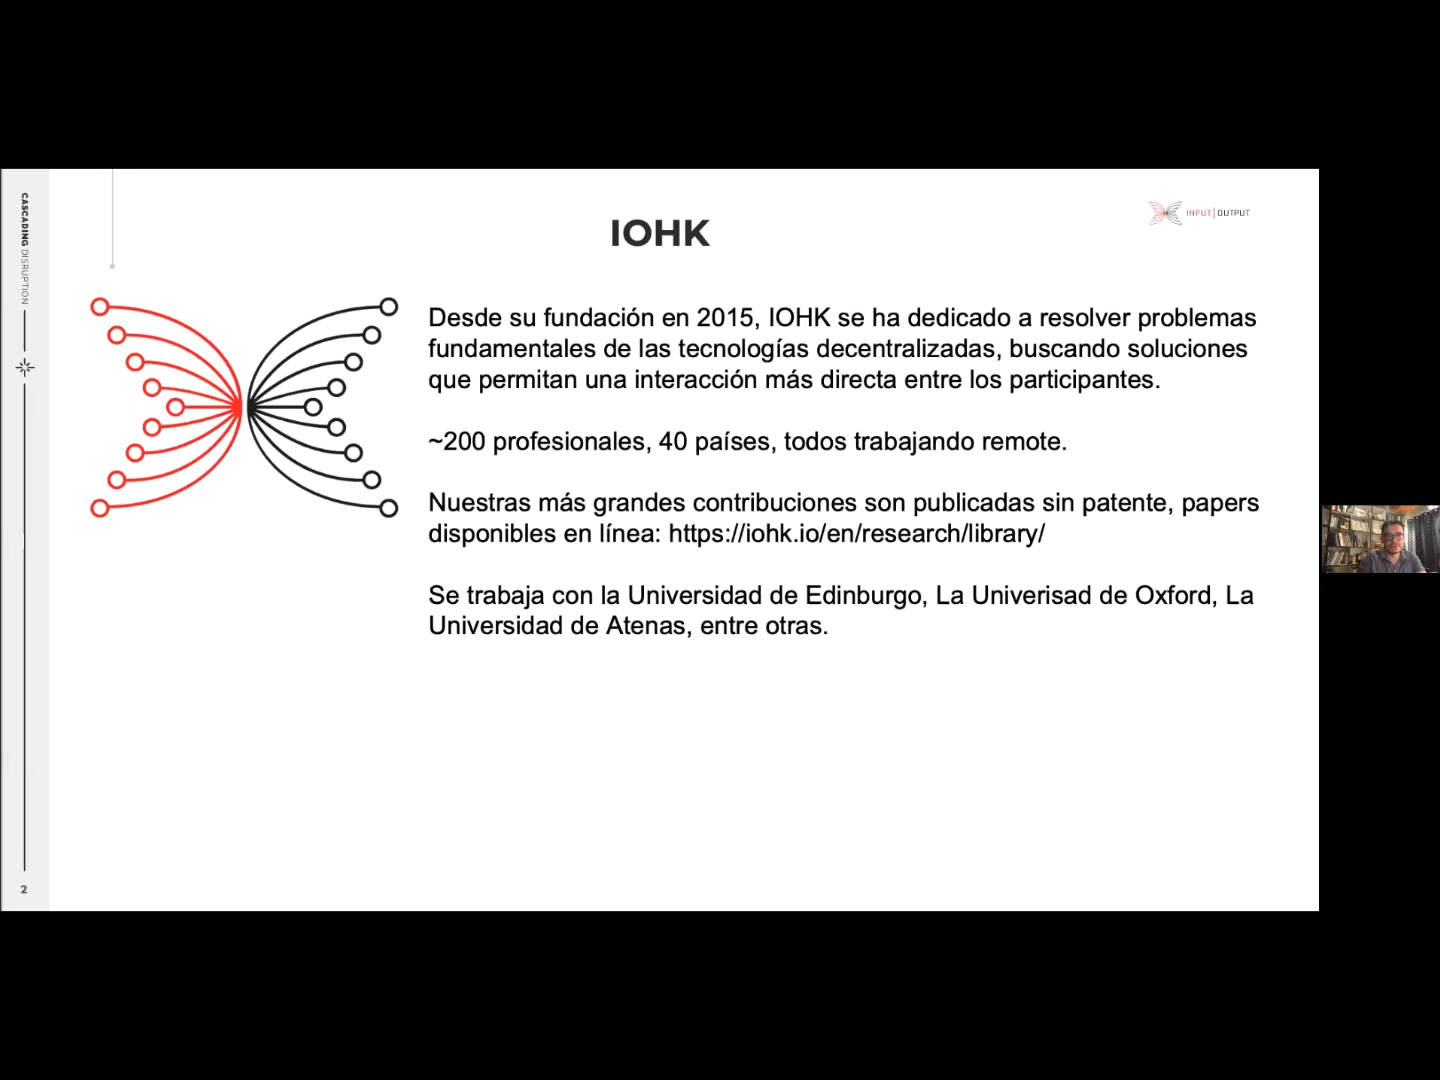 CASCADING DISRUPTION
IOHK
INPUT|OUTPUT
Desde su fundación en 2015, IOHK se ha dedicado a resolver problemas
fundamentales de las tecnologías decentralizadas, buscando soluciones
que permitan una interacción más directa entre los participantes.
~200 profesionales, 40 países, todos trabajando remote.
Nuestras más grandes contribuciones son publicadas sin patente, papers
disponibles en línea: https://iohk.io/en/research/library/
Se trabaja con la Universidad de Edinburgo, La Univerisad de Oxford, La
Universidad de Atenas, entre otras.
2